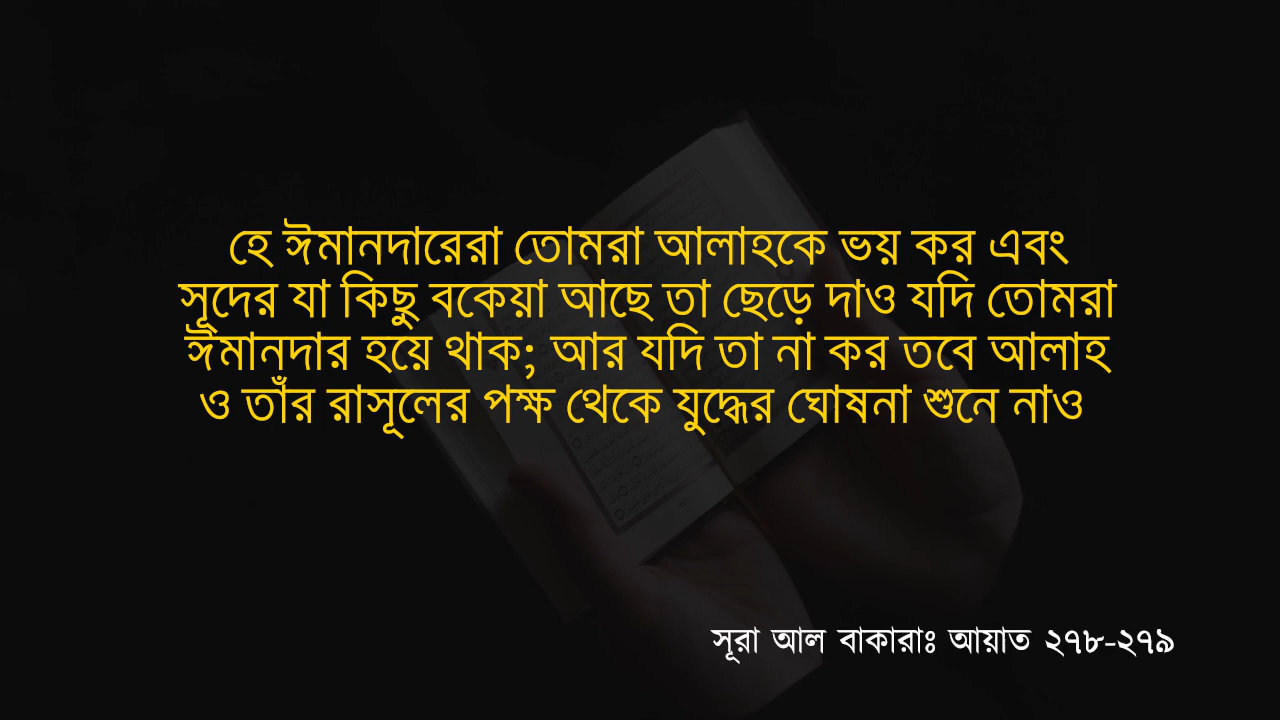 হে ঈমানদারেরা তোমরা আলাহকে ভয় কর এবং
সূদের যা কিছু বকেয়া আছে তা ছেড়ে দাও যদি তোমরা
ঈমানদার হয়ে থাক; আর যদি তা না কর তবে আলাহ
ও তাঁর রাসূলের পক্ষ থেকে যুদ্ধের ঘোষনা শুনে নাও
সূরা আল বাকারাঃ আয়াত ২৭৮-২৭৯